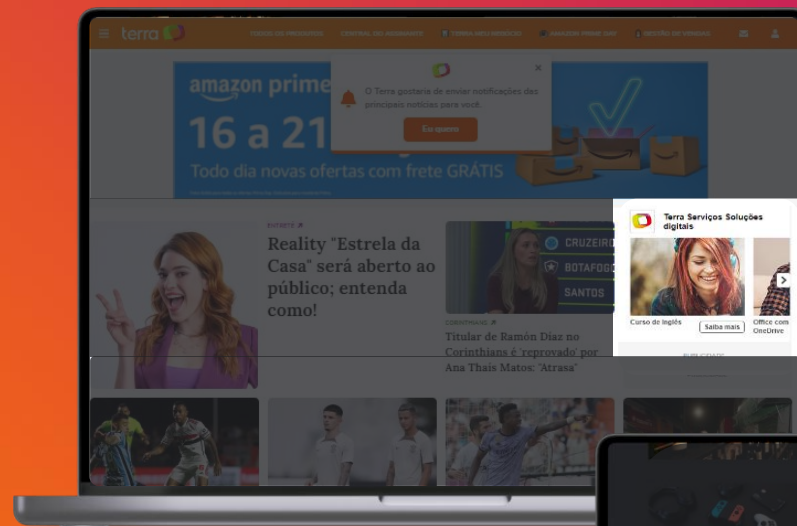 terra
TODOS OS PRODUTOS
CENTRAL DO ASSINANTE
TERRA MEU NEGÓCIO
AMAZON PRIME DAY
GESTÃO DE VENDAS
amazon prime
16 a 21
Todo dia novas ofertas com frete GRÁTIS
O Terra gostaria de enviar notificações das
principais notícias para você.
Eu quero
ENTRETÊ
Reality "Estrela da
Casa" será aberto ao
público; entenda
como!
CRUZEIRO
BOTAFOGO
SANTOS
CORINTHIANS
Titular de Ramón Díaz no
Corinthians é 'reprovado' por
Ana Thaís Matos: "Atrasa"
Terra Serviços Soluções
digitais
Curso de Inglês
Saiba mais
Office com
OneDrive
PUBLICIDADE